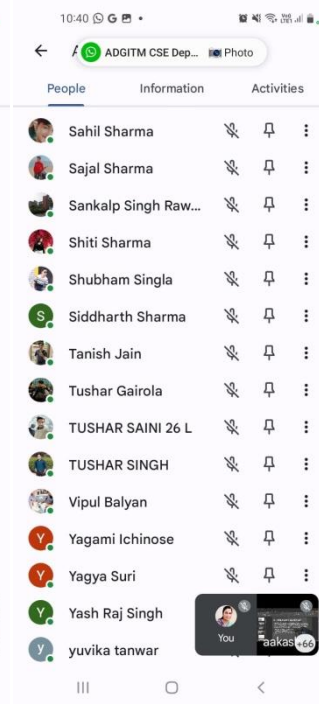 10:40
ADGITM CSE Dep... Photo
People Information Activities
Sahil Sharma
Sajal Sharma
Sankalp Singh Raw...
Shiti Sharma
Shubham Singla
S Siddharth Sharma
Tanish Jain
Tushar Gairola
TUSHAR SAINI 26 L
TUSHAR SINGH
Vipul Balyan
Y Yagami Ichinose
Y Yagya Suri
Y Yash Raj Singh
You aakas +66
y yuvika tanwar